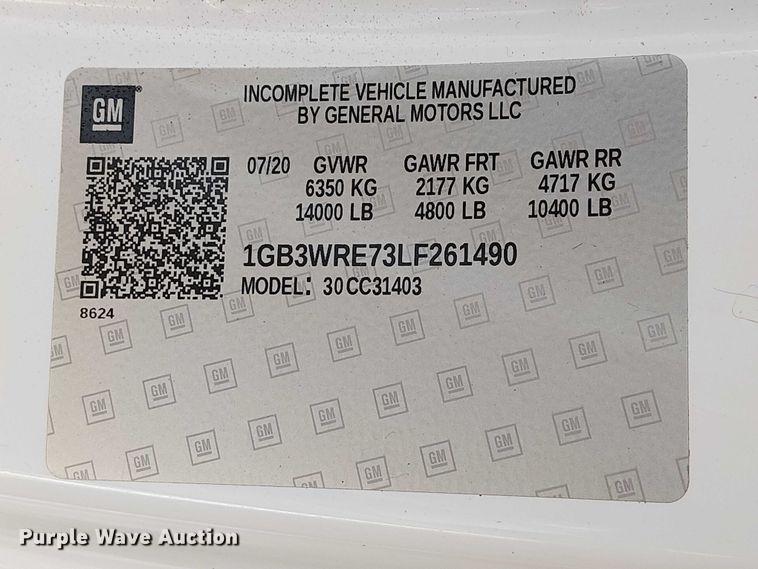 GM
INCOMPLETE VEHICLE MANUFACTURED
BY GENERAL MOTORS LLC
07/20 GVWR GAWR FRT GAWR RR
6350 KG 2177 KG 4717 KG
14000 LB 4800 LB 10400 LB
1GB3WRE73LF261490
MODEL: 30CC31403
8624
Purple Wave Auction